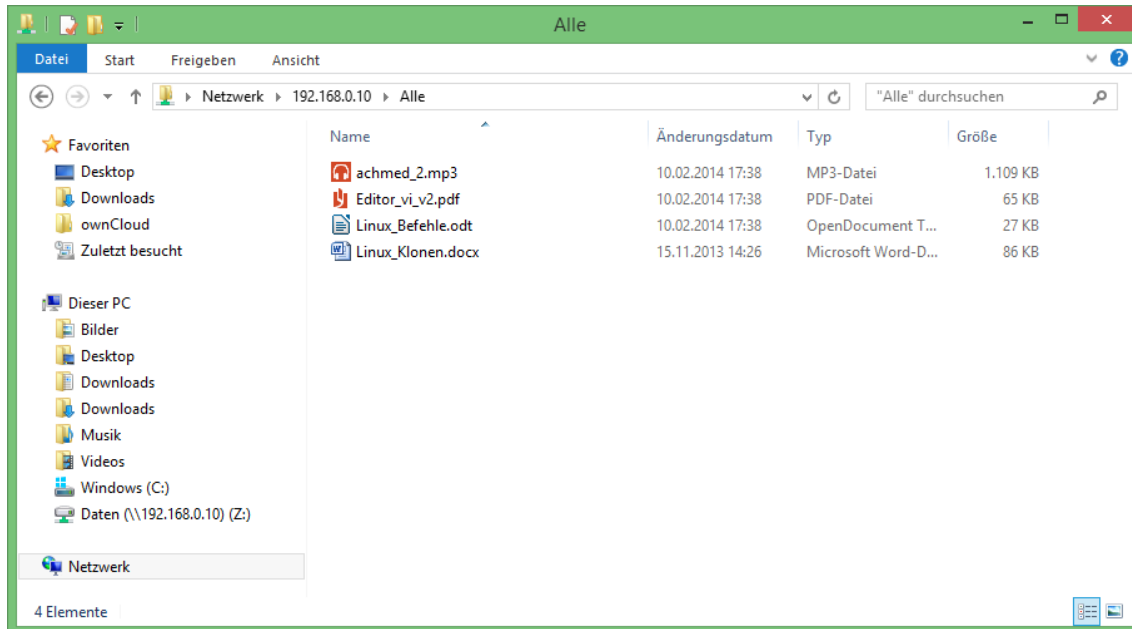 Alle
Datei Start Freigeben Ansicht
Netzwerk 192.168.0.10 Alle "Alle" durchsuchen
Favoriten
Desktop
Downloads
ownCloud
Zuletzt besucht
Dieser PC
Bilder
Desktop
Downloads
Downloads
Musik
Videos
Windows (C:)
Daten (\\192.168.0.10) (Z:)
Netzwerk
Name Änderungsdatum Typ Größe
achmed_2.mp3 10.02.2014 17:38 MP3-Datei 1.109 KB
Editor_vi_v2.pdf 10.02.2014 17:38 PDF-Datei 65 KB
Linux_Befehle.odt 10.02.2014 17:38 OpenDocument T... 27 KB
Linux_Klonen.docx 15.11.2013 14:26 Microsoft Word-D... 86 KB
4 Elemente